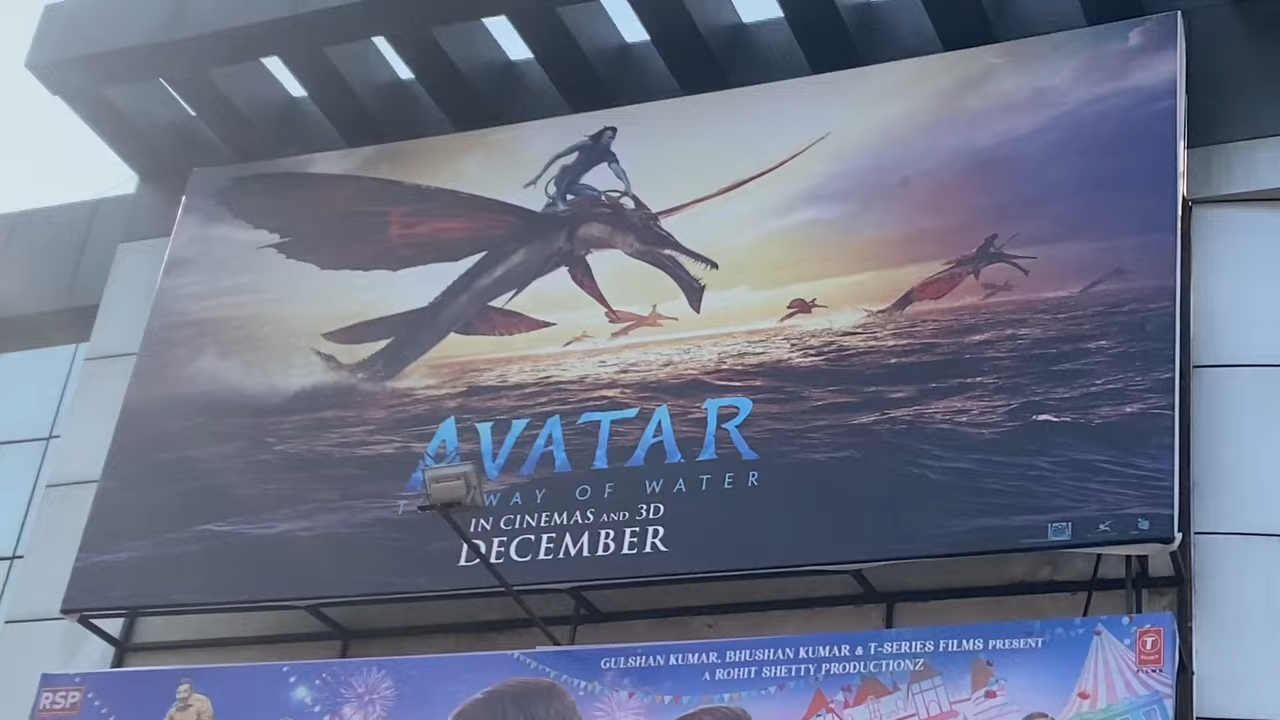 AVATAR
WAY OF WATER
IN CINEMAS AND 3D
DECEMBER
GULSHAN KUMAR, BHUSHAN KUMAR & T-SERIES FILMS PRESENT
A ROHIT SHETTY PRODUCTIONZ
RSP
T